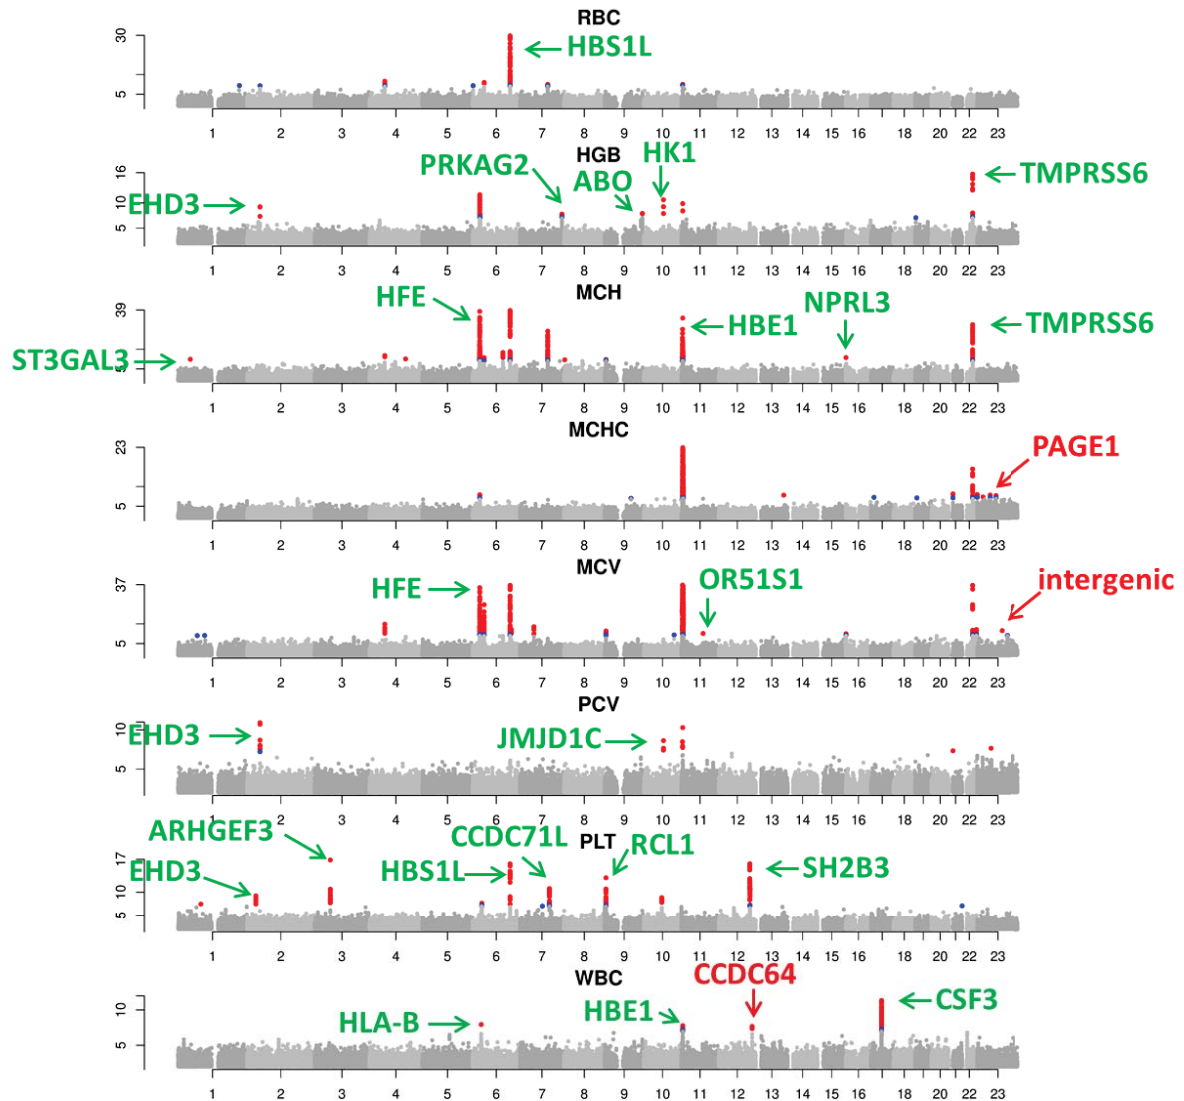 RBC
30
HBS1L
5
1 2 3 4 5 6 7 8 9 10 11 12 13 14 15 16 18 20 22 23
HGB
HK1
PRKAG2
ABO
16
TMPRSS6
EHD3
10
5
1 2 3 4 5 6 7 8 9 10 11 12 13 14 15 16 18 20 22 23
MCH
HFE
NPRL3
39
HBE1
TMPRSS6
ST3GAL3
1 2 3 4 5 6 7 8 9 10 11 12 13 14 15 16 18 20 22 23
MCHC
23
PAGE1
5
1 2 3 4 5 6 7 8 9 10 11 12 13 14 15 16 18 20 22 23
MCV
OR51S1
intergenic
37
HFE
5
1 2 3 4 5 6 7 8 9 10 11 12 13 14 15 16 18 20 22 23
PCV
10
EHD3
JMJD1C
5
1 2 3 4 5 6 7 8 9 10 11 12 13 14 15 16 18 20 22 23
ARHGEF3
CCDC71L
PLT
RCL1
17
EHD3
HBS1L
SH2B3
10
5
1 2 3 4 5 6 7 8 9 10 11 12 13 14 15 16 18 20 22 23
WBC
CCDC64
10
HLA-B
HBE1
CSF3
5
1 2 3 4 5 6 7 8 9 10 11 12 13 14 15 16 18 20 22 23